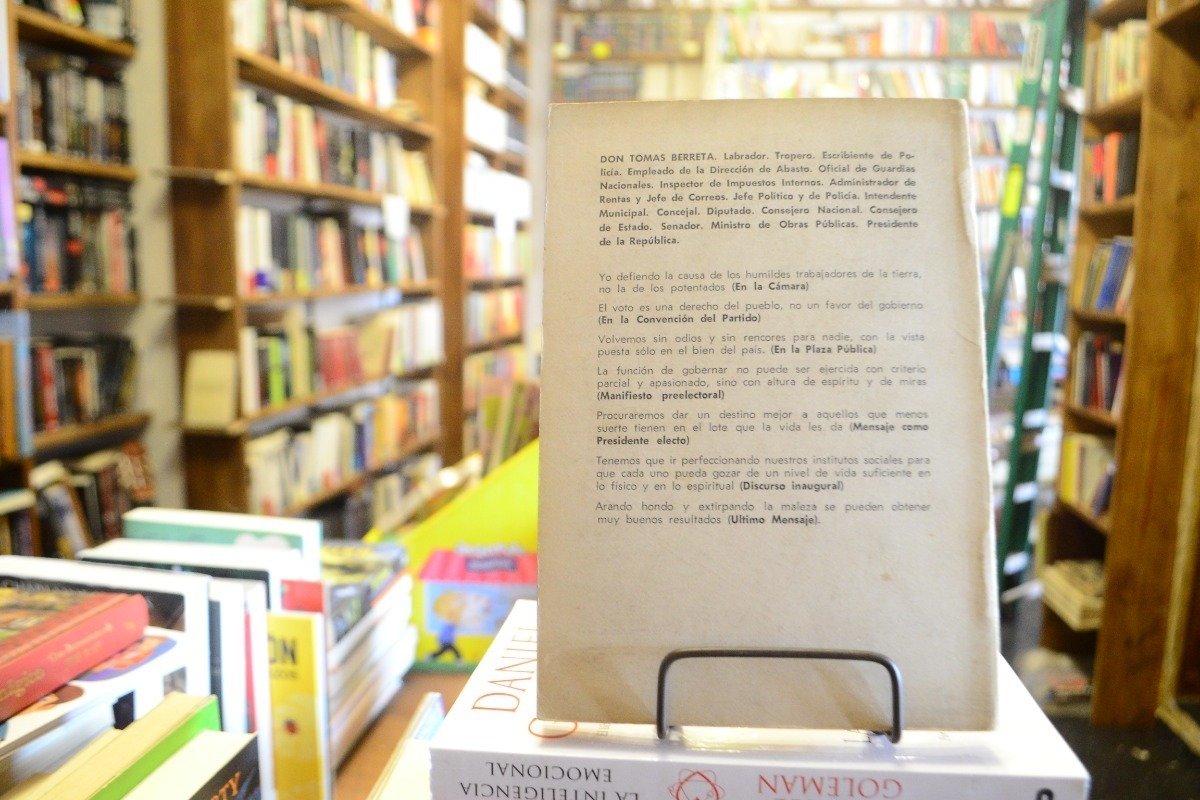 DON TOMAS BERRETA. Labrador. Tropero. Escribiente de Po-
licía. Empleado de la Dirección de Abasto. Oficial de Guardias
Nacionales. Inspector de Impuestos Internos. Administrador de
Rentas y Jefe de Correos. Jefe Político y de Policía. Intendente
Municipal. Concejal. Diputado. Consejero Nacional. Consejero
de Estado. Senador. Ministro de Obras Públicas. Presidente
de la República.
Yo defiendo la causa de los humildes trabajadores de la tierra,
no la de los potentados (En la Cámara)
El voto es una derecho del pueblo, no un favor del gobierno
(En la Convención del Partido)
Volvemos sin odios y sin rencores para nadie, con la vista
puesta sólo en el bien del país. (En la Plaza Pública)
La función de gobernar no puede ser ejercida con criterio
parcial y apasionado, sino con altura de espíritu y de miras
(Manifiesto preelectoral)
Procuraremos dar un destino mejor a aquellos que menos
suerte tienen en el lote que la vida les da (Mensaje como
Presidente electo)
Tenemos que ir perfeccionando nuestros institutos sociales para
que cada uno pueda gozar de un nivel de vida suficiente en
lo físico y en lo espiritual (Discurso inaugural)
Arando hondo y extirpando la maleza se pueden obtener
muy buenos resultados (Ultimo Mensaje).
DANIEL
LA INTELIGENCIA
EMOCIONAL
GOLEMAN